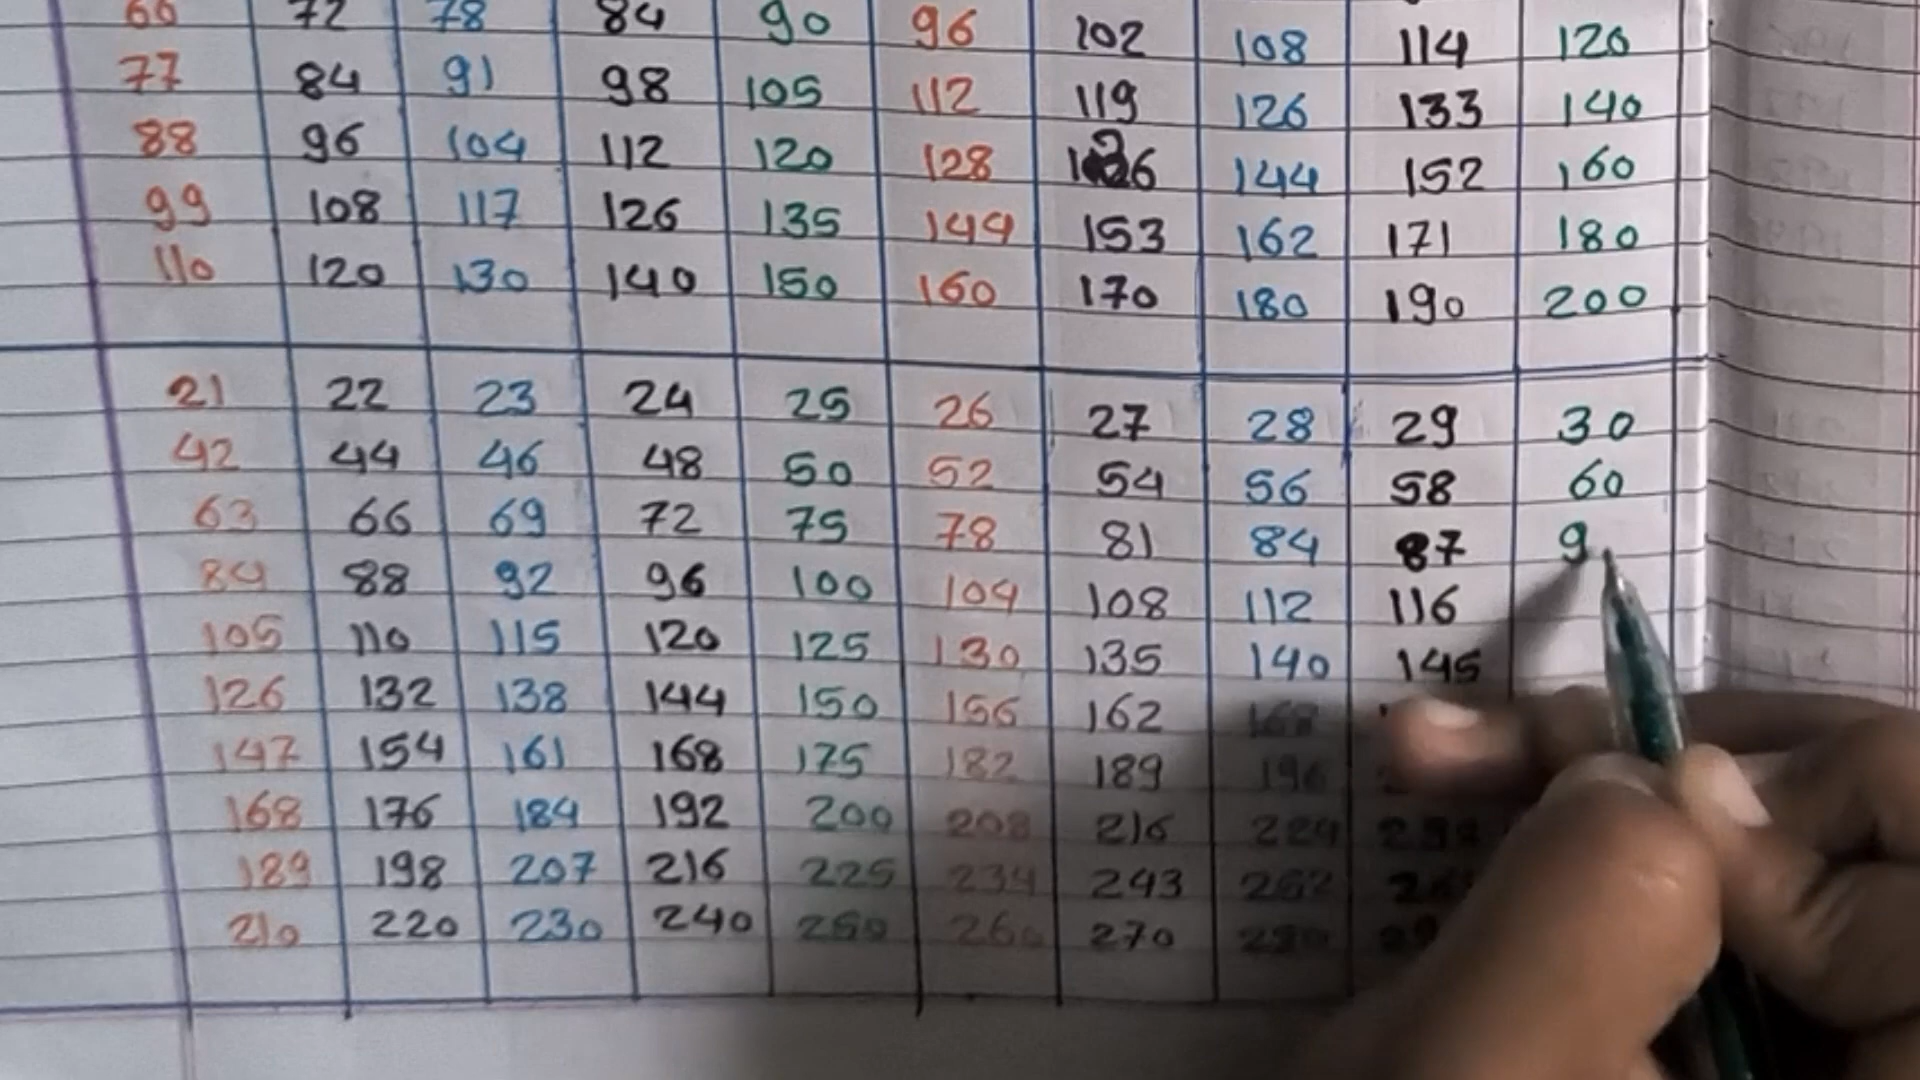 66 72 78 84 90 96 102 108 114 120
77 84 91 98 105 112 119 126 133 140
88 96 104 112 120 128 144 152 160
99 108 117 126 135 144 153 162 171 180
110 120 130 140 150 160 170 180 190 200
21 22 23 24 25 26 27 28 29 30
42 44 46 48 50 52 54 56 58 60
63 66 69 72 75 78 81 84 87 9
84 88 92 96 100 104 108 112 116
105 110 115 120 125 130 135 140 145
126 132 138 144 150 156 162 168
147 154 161 168 175 182 189 196
168 176 184 192 200 208 216 224
189 198 207 216 225 234 243
210 220 230 240 250 260 270 280